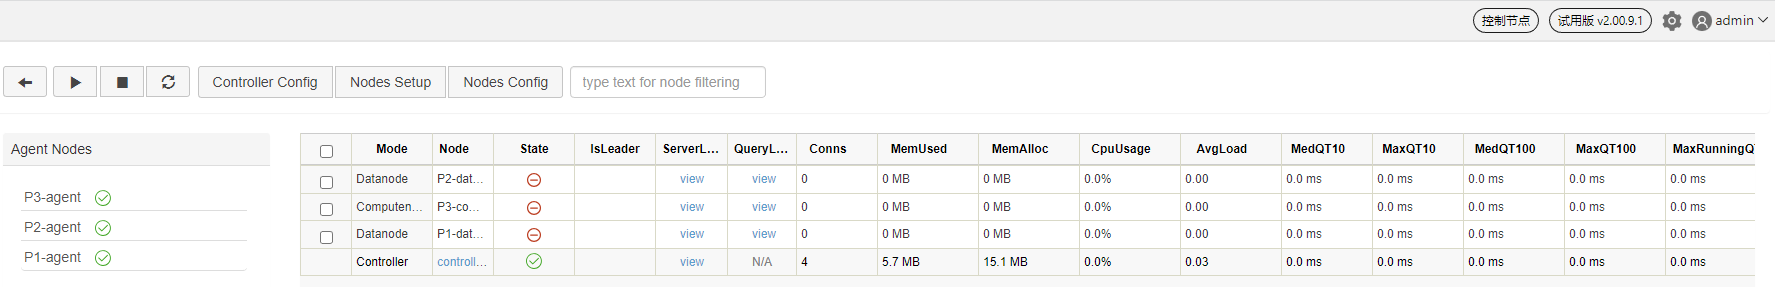 控制节点 试用版 v2.00.9.1 admin
Controller Config Nodes Setup Nodes Config type text for node filtering
Agent Nodes
P3-agent
P2-agent
P1-agent
Mode Node State IsLeader ServerL... QueryL... Conns MemUsed MemAlloc CpuUsage AvgLoad MedQT10 MaxQT10 MedQT100 MaxQT100 MaxRunningQ
Datanode P2-dat... view view 0 0 MB 0 MB 0.0% 0.00 0.0 ms 0.0 ms 0.0 ms 0.0 ms 0.0 ms
Computen... P3-co... view view 0 0 MB 0 MB 0.0% 0.00 0.0 ms 0.0 ms 0.0 ms 0.0 ms 0.0 ms
Datanode P1-dat... view view 0 0 MB 0 MB 0.0% 0.00 0.0 ms 0.0 ms 0.0 ms 0.0 ms 0.0 ms
Controller controll... view N/A 4 5.7 MB 15.1 MB 0.0% 0.03 0.0 ms 0.0 ms 0.0 ms 0.0 ms 0.0 ms